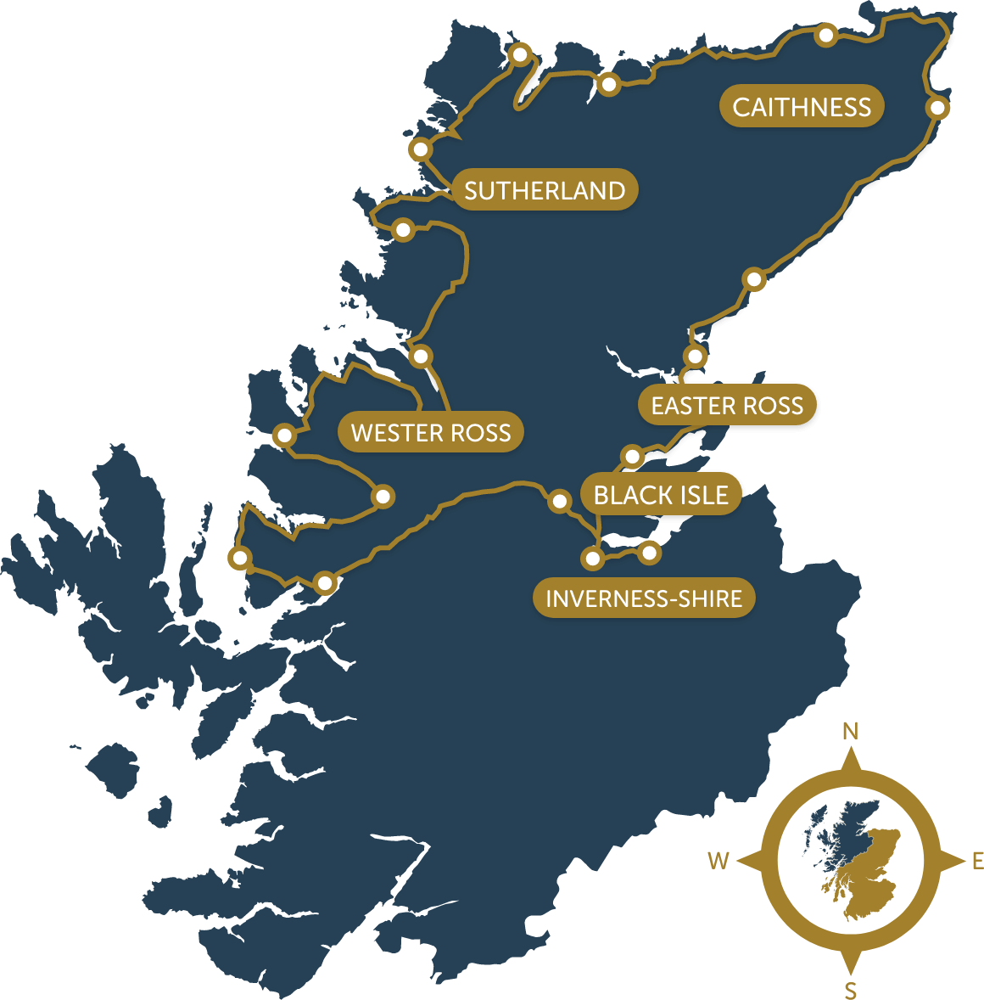 CAITHNESS
SUTHERLAND
EASTER ROSS
WESTER ROSS
BLACK ISLE
INVERNESS-SHIRE
N
W
E
S